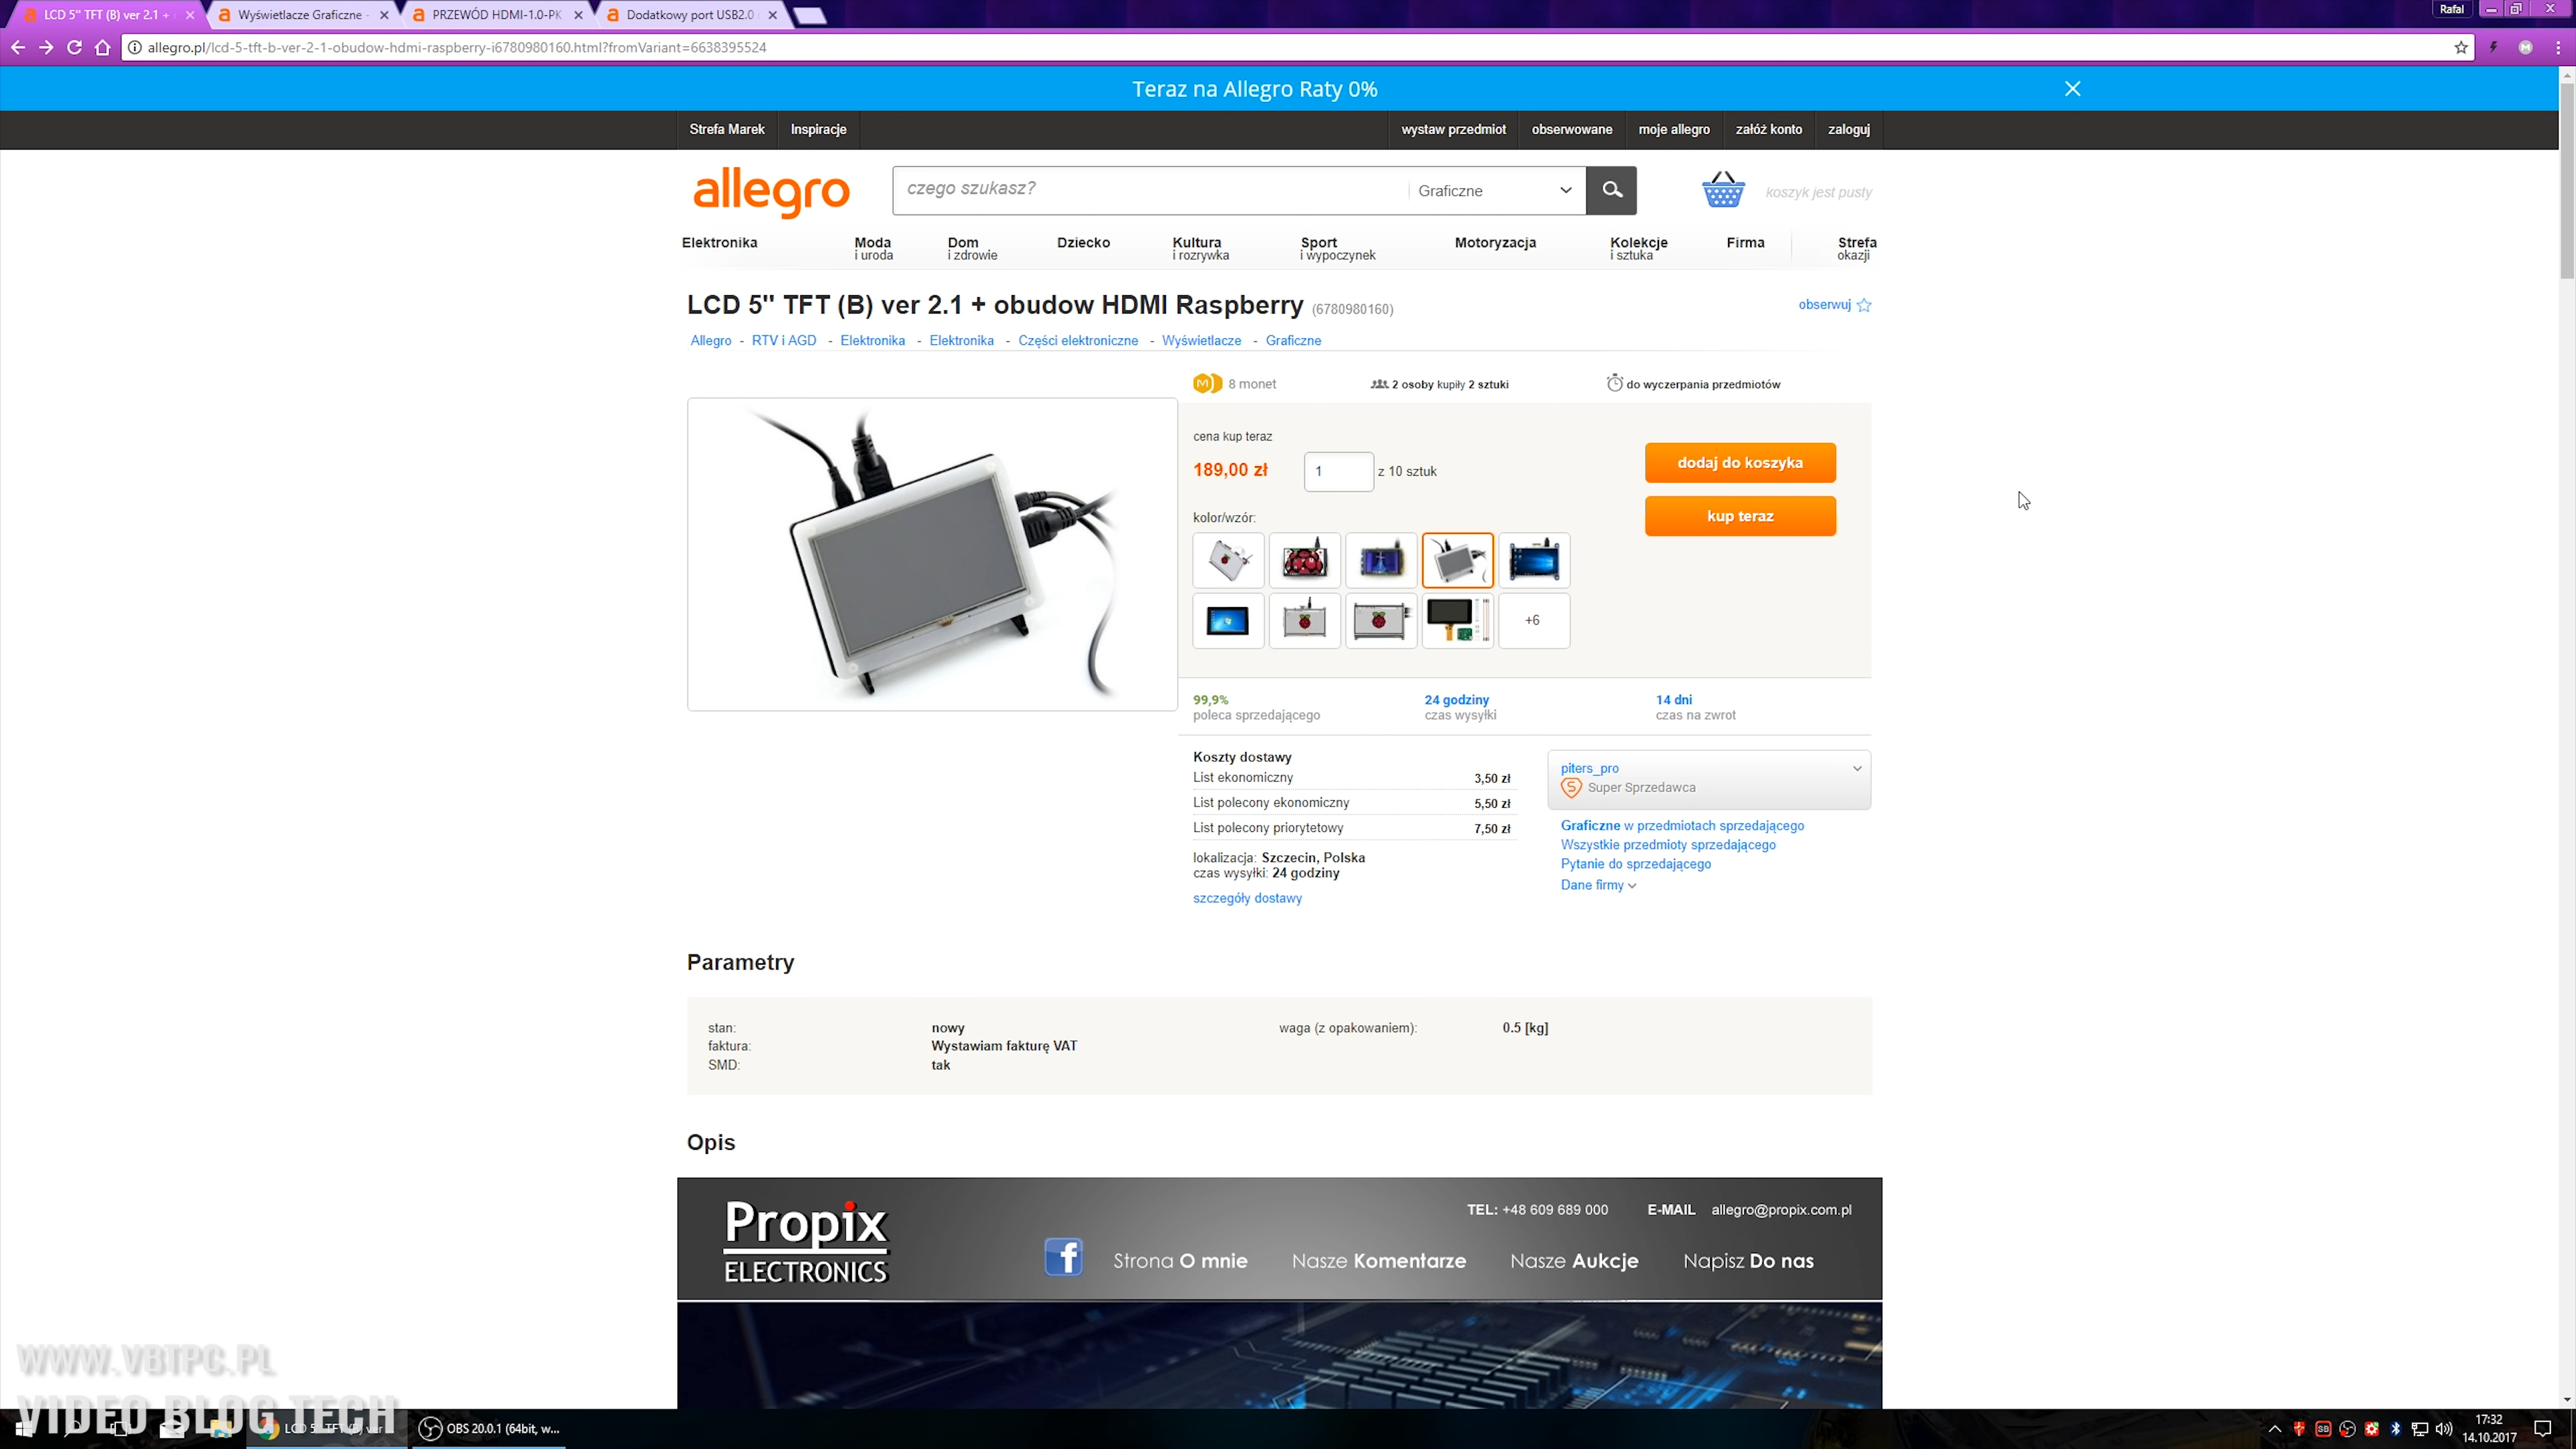 LCD 5" TFT (B) ver 2.1 +
Wyświetlacze Graficzne -
PRZEWÓD HDMI-1.0-PK
Dodatkowy port USB2.0
Rafal
allegro.pl/lcd-5-tft-b-ver-2-1-obudow-hdmi-raspberry-i6780980160.html?fromVariant=6638395524
Teraz na Allegro Raty 0%
Strefa Marek Inspiracje wystaw przedmiot obserwowane moje allegro załóż konto zaloguj
allegro czego szukasz? Graficzne koszyk jest pusty
Elektronika Moda i uroda Dom i zdrowie Dziecko Kultura i rozrywka Sport i wypoczynek Motoryzacja Kolekcje i sztuka Firma Strefa okazji
LCD 5'' TFT (B) ver 2.1 + obudow HDMI Raspberry (6780980160) obserwuj
Allegro - RTV i AGD - Elektronika - Elektronika - Części elektroniczne - Wyświetlacze - Graficzne
8 monet 2 osoby kupiły 2 sztuki do wyczerpania przedmiotów
cena kup teraz
189,00 zł 1 z 10 sztuk
dodaj do koszyka
kup teraz
kolor/wzór:
+6
99,9% 24 godziny 14 dni
poleca sprzedającego czas wysyłki czas na zwrot
Koszty dostawy
List ekonomiczny 3,50 zł
List polecony ekonomiczny 5,50 zł
List polecony priorytetowy 7,50 zł
lokalizacja: Szczecin, Polska
czas wysyłki: 24 godziny
szczegóły dostawy
piters_pro
Super Sprzedawca
Graficzne w przedmiotach sprzedającego
Wszystkie przedmioty sprzedającego
Pytanie do sprzedającego
Dane firmy
Parametry
stan: nowy waga (z opakowaniem): 0.5 [kg]
faktura: Wystawiam fakturę VAT
SMD: tak
Opis
Propix
ELECTRONICS
TEL: +48 609 689 000 E-MAIL allegro@propix.com.pl
Strona O mnie Nasze Komentarze Nasze Aukcje Napisz Do nas
WWW.VBTPC.PL
VIDEO BLOG TECH
OBS 20.0.1 (64bit, w...
17:32
14.10.2017